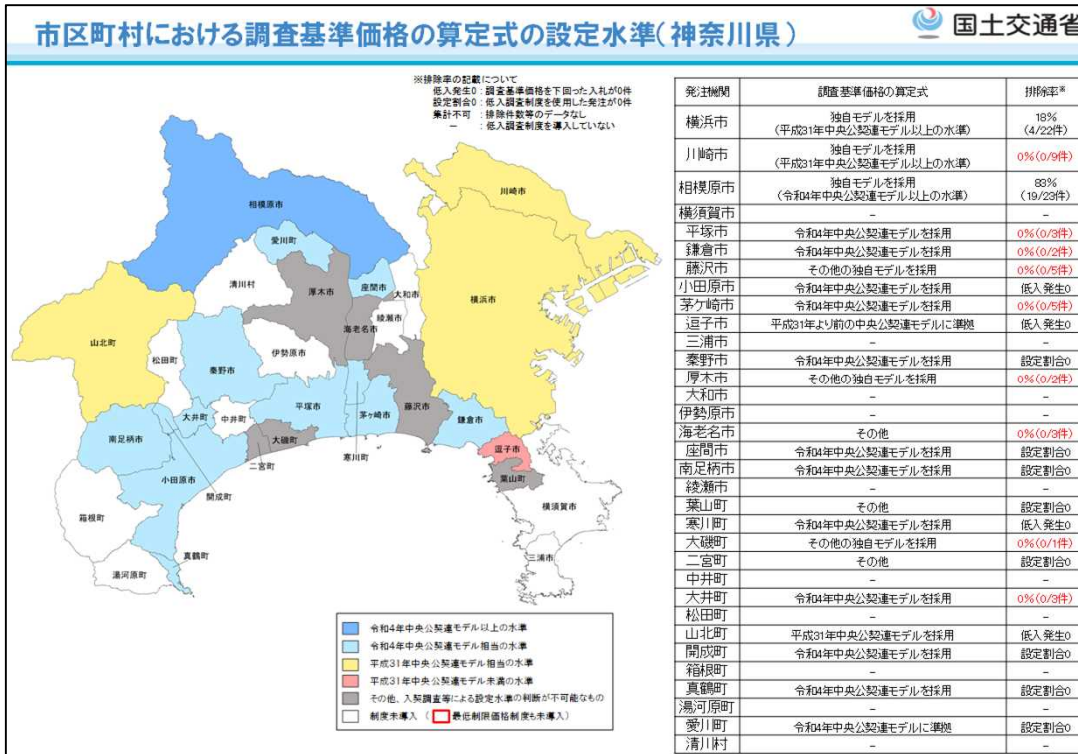 市区町村における調査基準価格の算定式の設定水準(神奈川県)
国土交通省
※排除率の記載について
低入発生0:調査基準価格を下回った入札が0件
設定割合0:低入調査制度を使用した発注が0件
集計不可:排除件数等のデータなし
－:低入調査制度を導入していない
川崎市
相模原市
愛川町
清川村
厚木市
座間市
大和市
横浜市
海老名市
綾瀬市
山北町
松田町
秦野市
伊勢原市
大井町
中井町
平塚市
茅ヶ崎市
藤沢市
鎌倉市
南足柄市
大磯町
二宮町
寒川町
逗子市
葉山町
小田原市
開成町
横須賀市
箱根町
真鶴町
三浦市
湯河原町
令和4年中央公契連モデル以上の水準
令和4年中央公契連モデル相当の水準
平成31年中央公契連モデル相当の水準
平成31年中央公契連モデル未満の水準
その他、入契調査等による設定水準の判断が不可能なもの
制度未導入 ( 最低制限価格制度も未導入)
発注機関 調査基準価格の算定式 排除率※
横浜市 独自モデルを採用 18%
(平成31年中央公契連モデル以上の水準) (4/22件)
川崎市 独自モデルを採用 0%(0/9件)
(平成31年中央公契連モデル以上の水準)
相模原市 独自モデルを採用 83%
(令和4年中央公契連モデル以上の水準) (19/23件)
横須賀市 － －
平塚市 令和4年中央公契連モデルを採用 0%(0/3件)
鎌倉市 令和4年中央公契連モデルを採用 0%(0/2件)
藤沢市 その他の独自モデルを採用 0%(0/5件)
小田原市 令和4年中央公契連モデルを採用 低入発生0
茅ケ崎市 令和4年中央公契連モデルを採用 0%(0/5件)
逗子市 平成31年より前の中央公契連モデルに準拠 低入発生0
三浦市 － －
秦野市 令和4年中央公契連モデルを採用 設定割合0
厚木市 その他の独自モデルを採用 0%(0/2件)
大和市 － －
伊勢原市 － －
海老名市 その他 0%(0/3件)
座間市 令和4年中央公契連モデルを採用 設定割合0
南足柄市 令和4年中央公契連モデルを採用 設定割合0
綾瀬市 － －
葉山町 その他 設定割合0
寒川町 令和4年中央公契連モデルを採用 低入発生0
大磯町 その他の独自モデルを採用 0%(0/1件)
二宮町 その他 設定割合0
中井町 － －
大井町 令和4年中央公契連モデルを採用 0%(0/3件)
松田町 － －
山北町 平成31年中央公契連モデルを採用 低入発生0
開成町 令和4年中央公契連モデルを採用 設定割合0
箱根町 － －
真鶴町 令和4年中央公契連モデルを採用 設定割合0
湯河原町 － －
愛川町 令和4年中央公契連モデルに準拠 設定割合0
清川村 － －